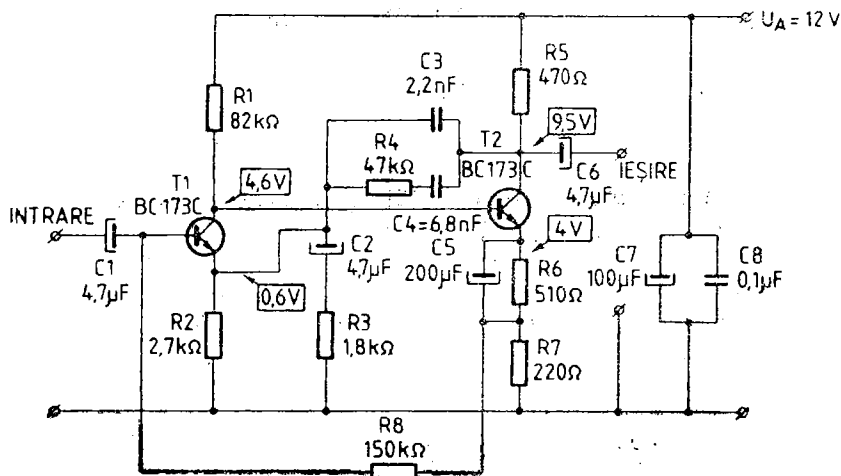 U_A = 12 V
C3
2,2nF
R5
470Ω
R1
82kΩ
R4
47kΩ
T2
BC173C
9,5V
IEȘIRE
C6
4,7µF
T1
BC173C
4,6V
INTRARE
C1
4,7µF
C4=6,8nF
C2
4,7µF
C5
200µF
4V
0,6V
R6
510Ω
C7
100µF
C8
0,1µF
R2
2,7kΩ
R3
1,8kΩ
R7
220Ω
R8
150kΩ